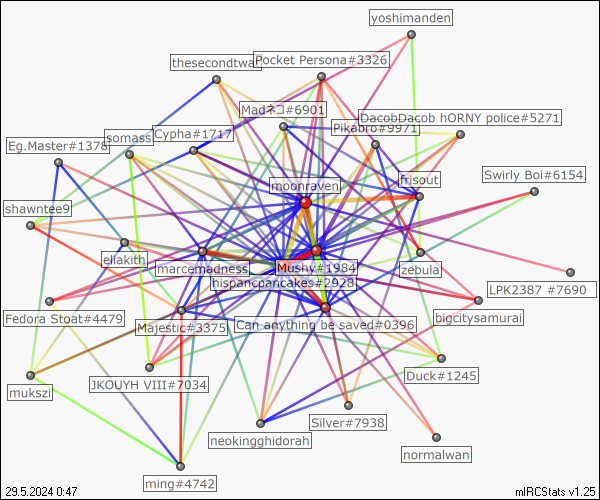 yoshimanden
thesecondtwai
Pocket Persona#3326
Madネコ#6901
DacobDacob hORNY police#5271
Cypha#1717
Pikabro#9971
somass
Eg.Master#1378
Swirly Boi#6154
moonraven
frisout
shawntee9
ellakith
marcemadness
Mushy#1984
zebula
hispancpancakes#2928
LPK2387 #7690
Fedora Stoat#4479
Majestic#3375
Can anything be saved#0396
bigcitysamurai
mukszi
JKOUYH VIII#7034
Duck#1245
Silver#7938
neokingghidorah
normalwan
ming#4742
29.5.2024 0:47
mIRCStats v1.25